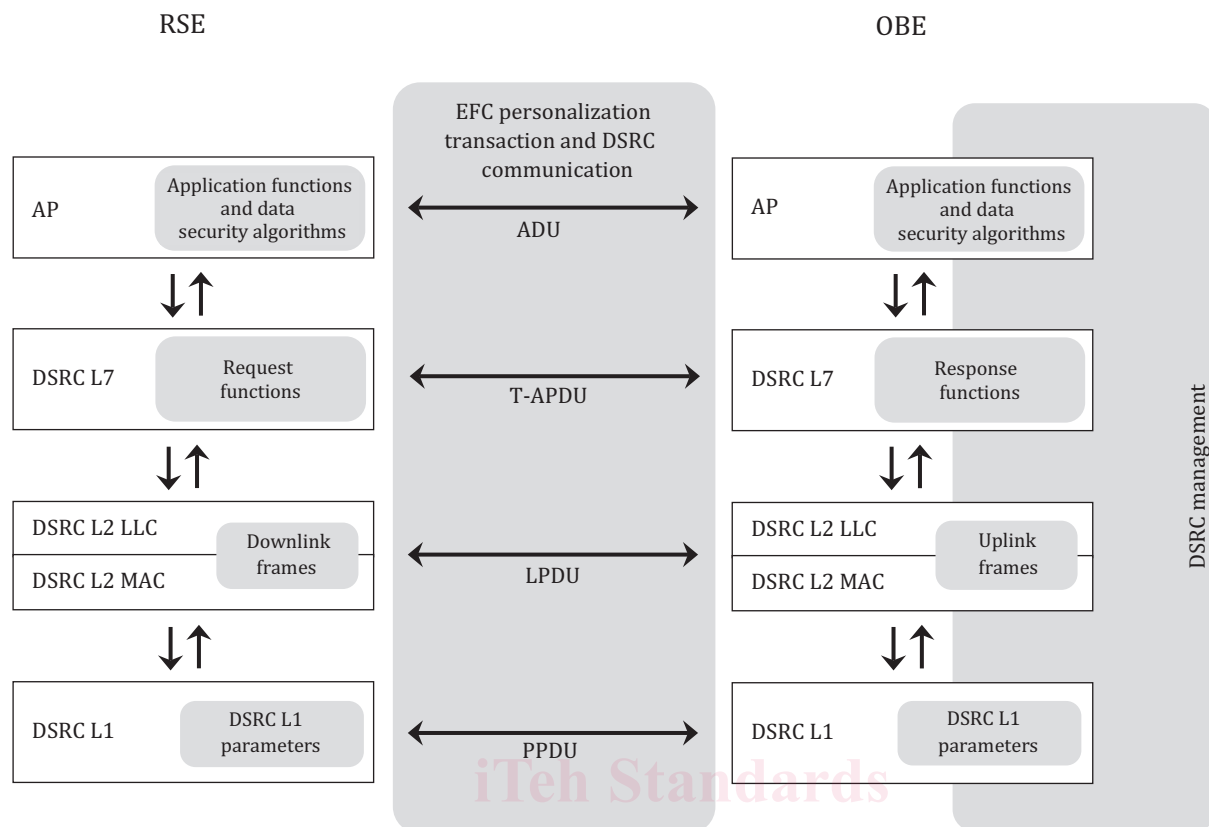 RSE
OBE
EFC personalization
transaction and DSRC
communication
AP
Application functions
and data
security algorithms
ADU
AP
Application functions
and data
security algorithms
DSRC L7
Request
functions
T-APDU
DSRC L7
Response
functions
DSRC management
DSRC L2 LLC
DSRC L2 MAC
Downlink
frames
LPDU
DSRC L2 LLC
DSRC L2 MAC
Uplink
frames
DSRC L1
DSRC L1
parameters
PPDU
DSRC L1
DSRC L1
parameters
iTeh Standards